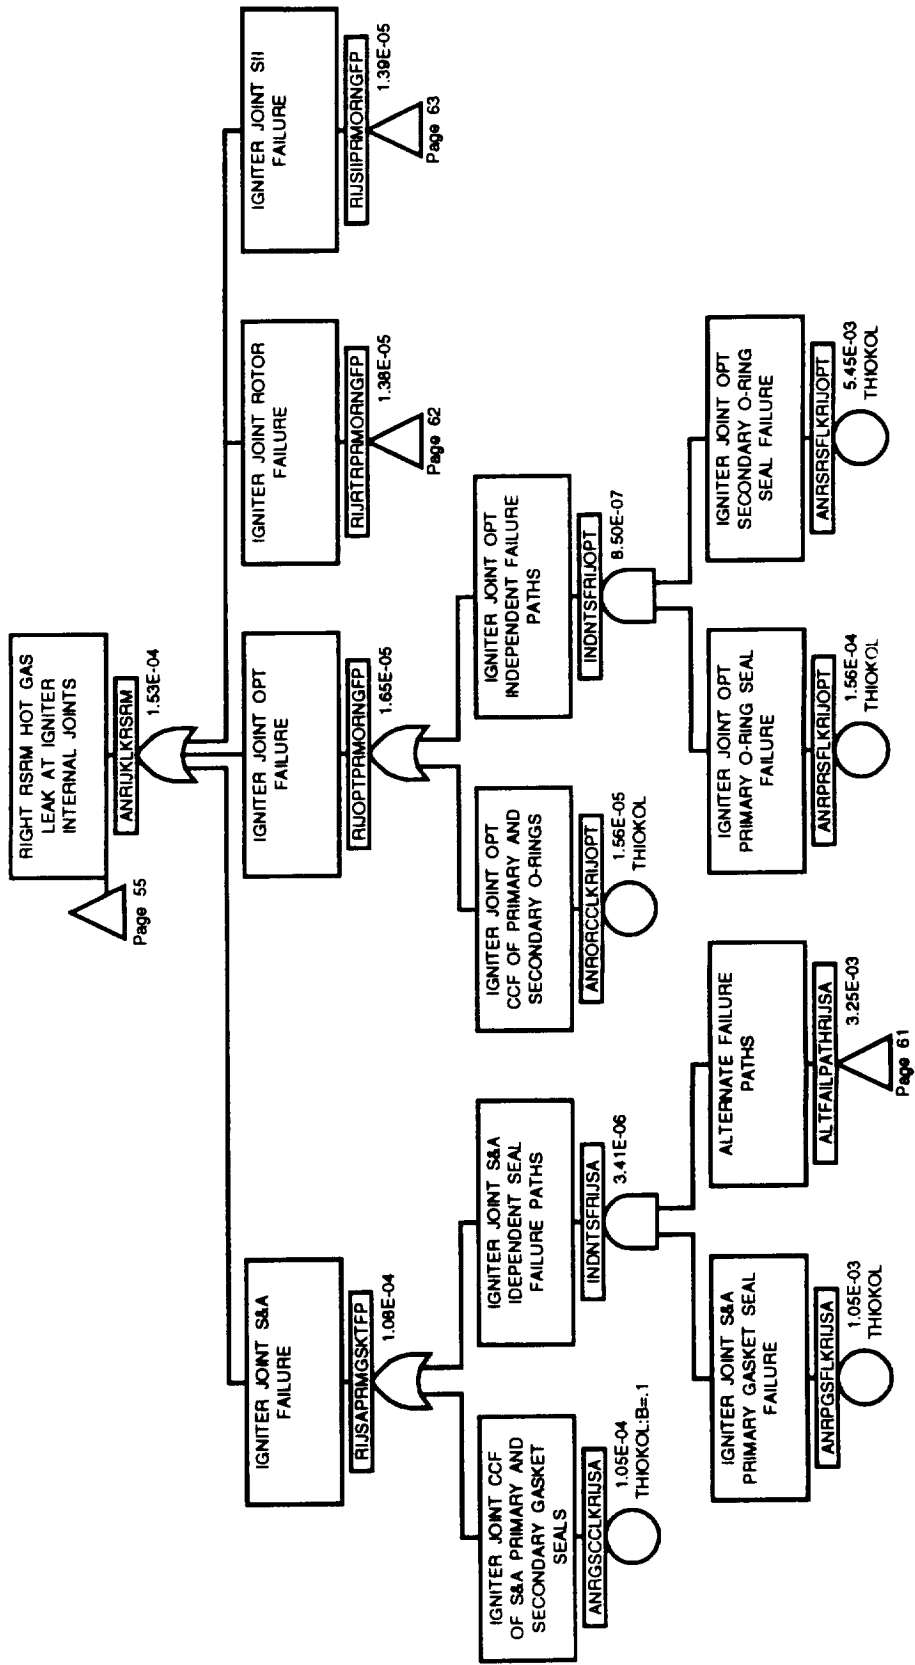 RIGHT RSRM HOT GAS
LEAK AT IGNITER
INTERNAL JOINTS
Page 55
ANRIJKLKRSRM
1.53E-04
IGNITER JOINT S&A
FAILURE
RIJSAPRMGSKTFP
1.08E-04
IGNITER JOINT OPT
FAILURE
RIJOPTPRMORNGFP
1.65E-05
IGNITER JOINT ROTOR
FAILURE
RIJRTRPRMORNGFP
1.38E-05
Page 62
IGNITER JOINT SII
FAILURE
RIJSIIPRMORNGFP
1.39E-05
Page 63
IGNITER JOINT CCF
OF S&A PRIMARY AND
SECONDARY GASKET
SEALS
ANRGSCCLKRIJSA
1.05E-04
THIOKOL:B=.1
IGNITER JOINT S&A
IDEPENDENT SEAL
FAILURE PATHS
INDNTSFRIJSA
3.41E-06
IGNITER JOINT OPT
CCF OF PRIMARY AND
SECONDARY O-RINGS
ANRORCCLKRIJOPT
1.56E-05
THIOKOL
IGNITER JOINT OPT
INDEPENDENT FAILURE
PATHS
INDNTSFRIJOPT
8.50E-07
IGNITER JOINT S&A
PRIMARY GASKET SEAL
FAILURE
ANRPGSFLKRIJSA
1.05E-03
THIOKOL
ALTERNATE FAILURE
PATHS
ALTFAILPATHRIJSA
3.25E-03
Page 61
IGNITER JOINT OPT
PRIMARY O-RING SEAL
FAILURE
ANRPRSFLKRIJOPT
1.56E-04
THIOKOL
IGNITER JOINT OPT
SECONDARY O-RING
SEAL FAILURE
ANRSRSFLKRIJOPT
5.45E-03
THIOKOL